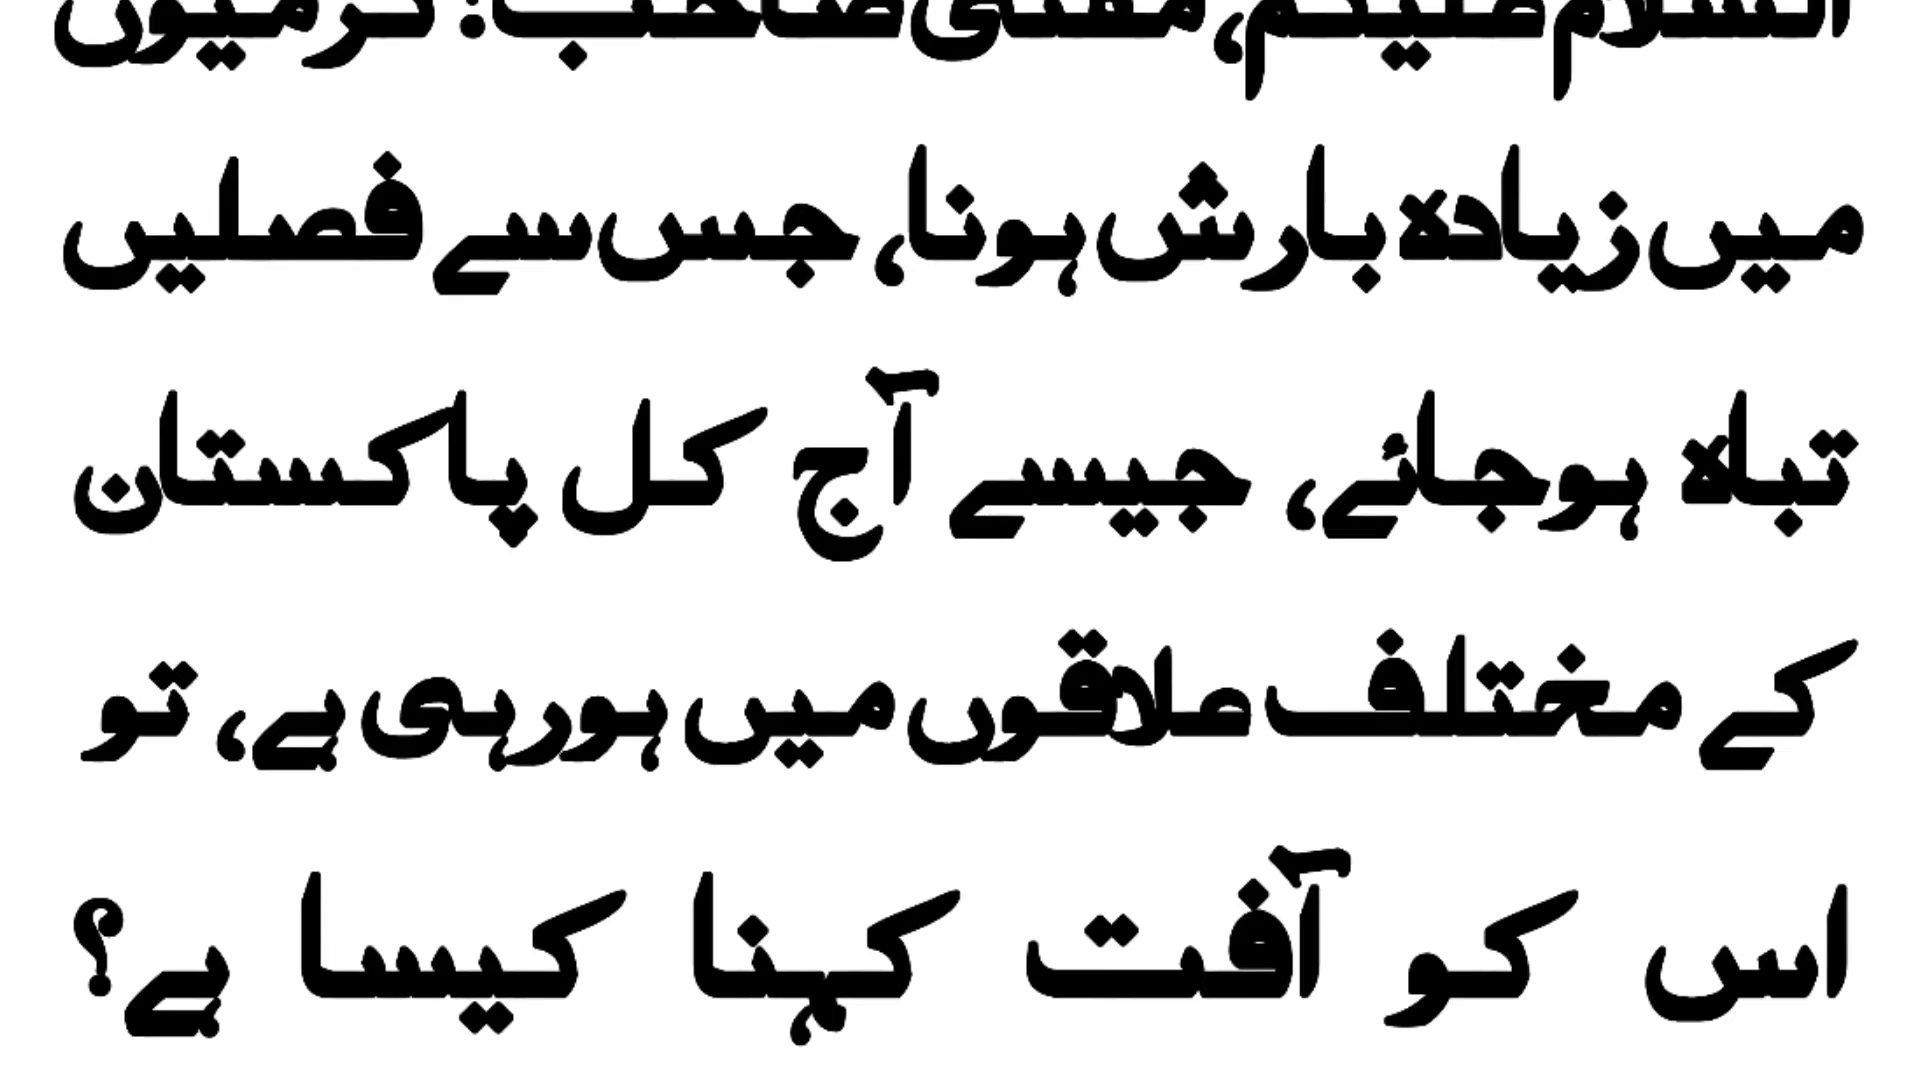 السلام علیکم، مفتی صاحب! گرمیوں
میں زیادہ بارش ہونا، جس سے فصلیں
تباہ ہوجائے، جیسے آج کل پاکستان
کے مختلف علاقوں میں ہورہی ہے، تو
اس کو آفت کہنا کیسا ہے؟